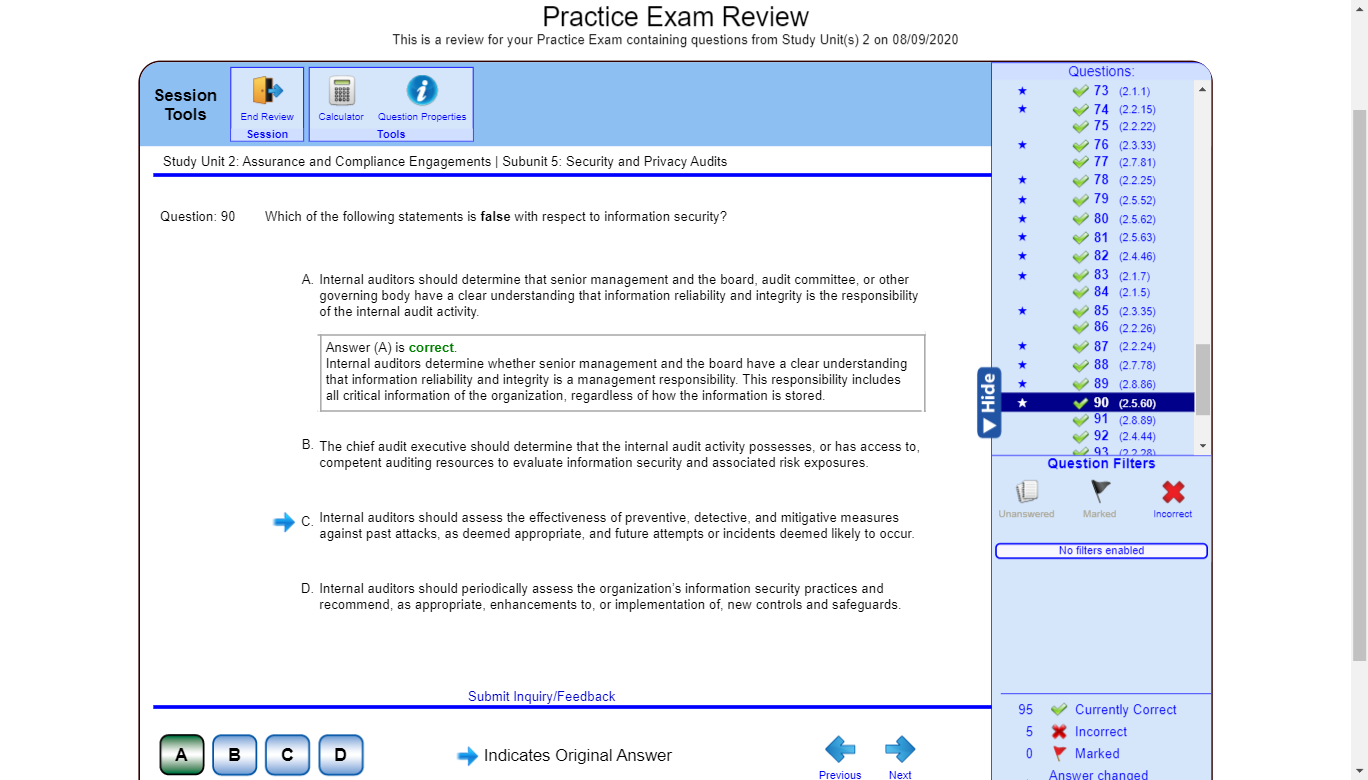 Practice Exam Review
This is a review for your Practice Exam containing questions from Study Unit(s) 2 on 08/09/2020
Session
Tools
End Review
Session
Calculator
Question Properties
Tools
Study Unit 2: Assurance and Compliance Engagements | Subunit 5: Security and Privacy Audits
Question: 90
Which of the following statements is false with respect to information security?
A. Internal auditors should determine that senior management and the board, audit committee, or other
governing body have a clear understanding that information reliability and integrity is the responsibility
of the internal audit activity.
Answer (A) is correct.
Internal auditors determine whether senior management and the board have a clear understanding
that information reliability and integrity is a management responsibility. This responsibility includes
all critical information of the organization, regardless of how the information is stored.
B. The chief audit executive should determine that the internal audit activity possesses, or has access to,
competent auditing resources to evaluate information security and associated risk exposures.
C. Internal auditors should assess the effectiveness of preventive, detective, and mitigative measures
against past attacks, as deemed appropriate, and future attempts or incidents deemed likely to occur.
D. Internal auditors should periodically assess the organization's information security practices and
recommend, as appropriate, enhancements to, or implementation of, new controls and safeguards.
Submit Inquiry/Feedback
A
B
C
D
Indicates Original Answer
Previous
Next
Hide
Questions:
73 (2.1.1)
74 (2.2.15)
75 (2.2.22)
76 (2.3.33)
77 (2.7.81)
78 (2.2.25)
79 (2.5.52)
80 (2.5.62)
81 (2.5.63)
82 (2.4.46)
83 (2.1.7)
84 (2.1.5)
85 (2.3.35)
86 (2.2.26)
87 (2.2.24)
88 (2.7.78)
89 (2.8.86)
90 (2.5.60)
91 (2.8.89)
92 (2.4.44)
93 (2.2.28)
Question Filters
Unanswered
Marked
Incorrect
No filters enabled
95 Currently Correct
5 Incorrect
0 Marked
Answer changed